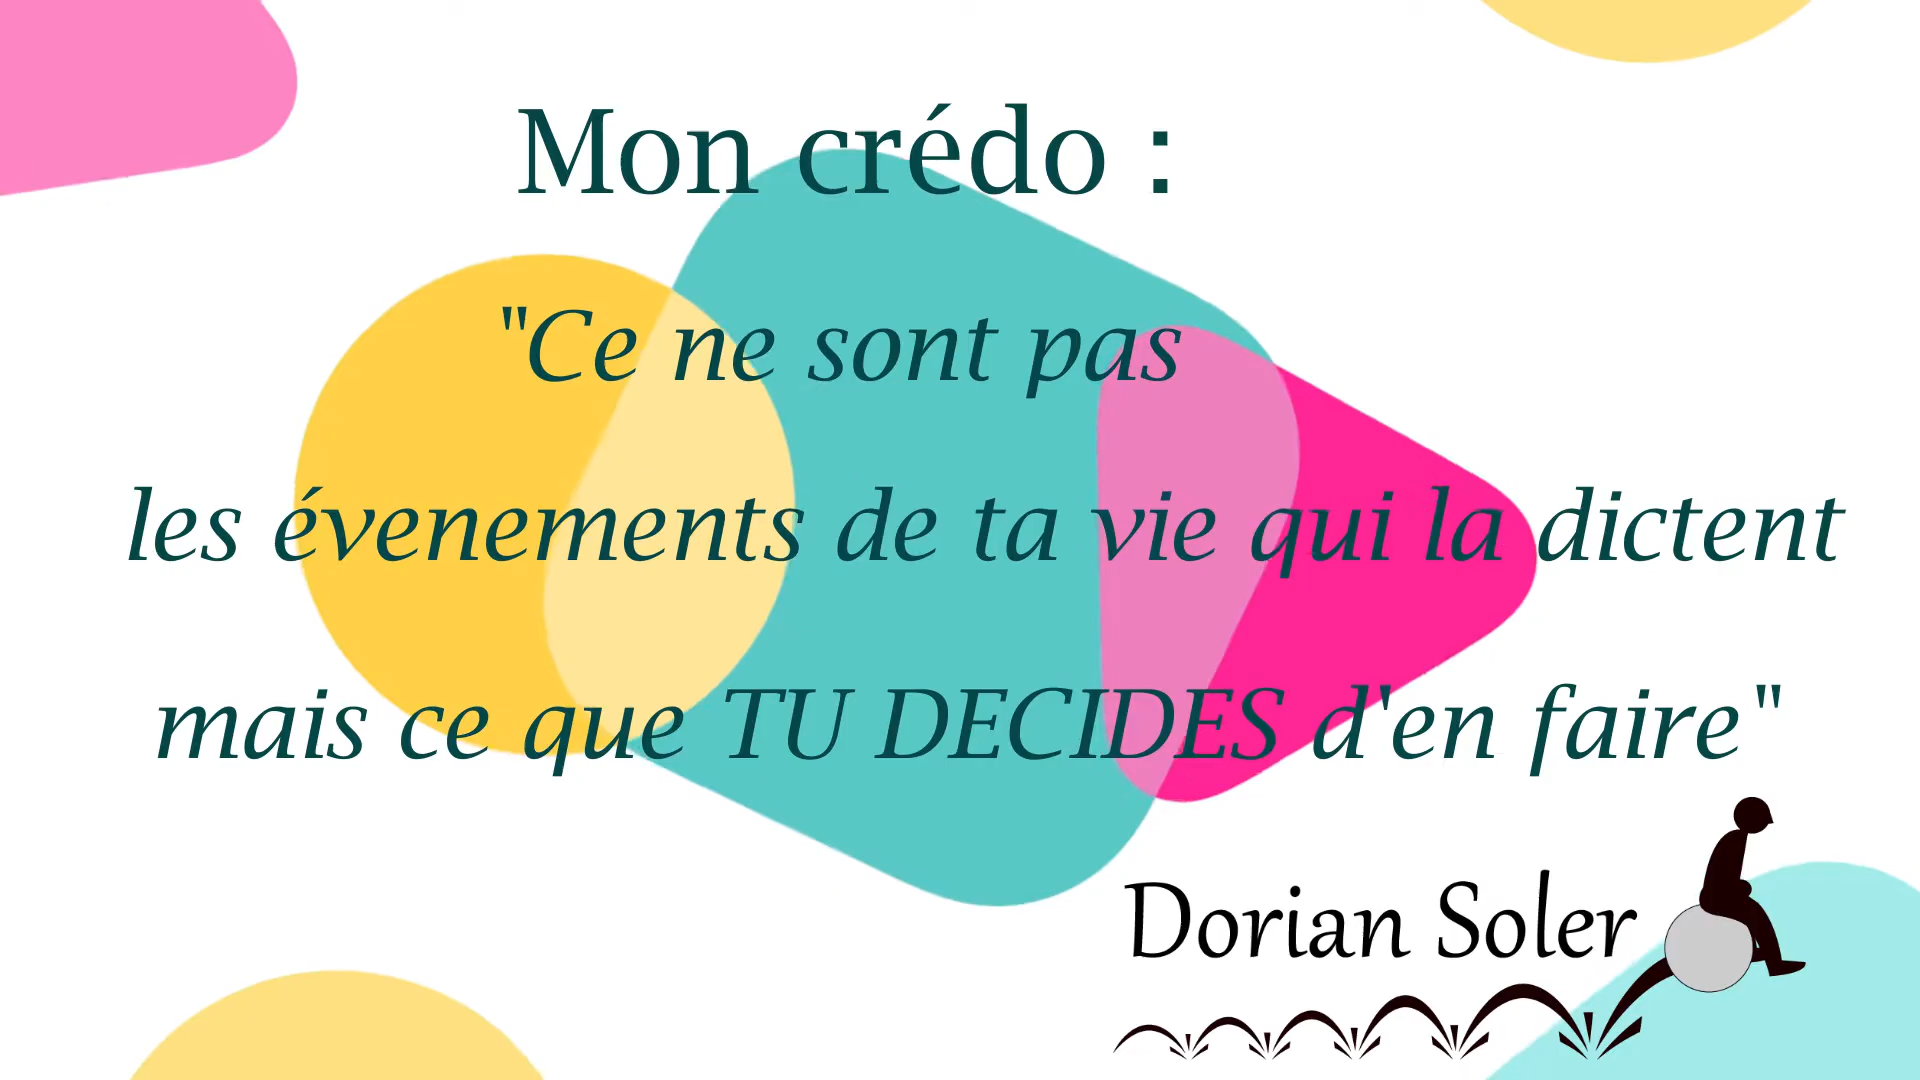 Mon crédo :
"Ce ne sont pas
les évenements de ta vie qui la dictent
mais ce que TU DECIDES d'en faire"
Dorian Soler